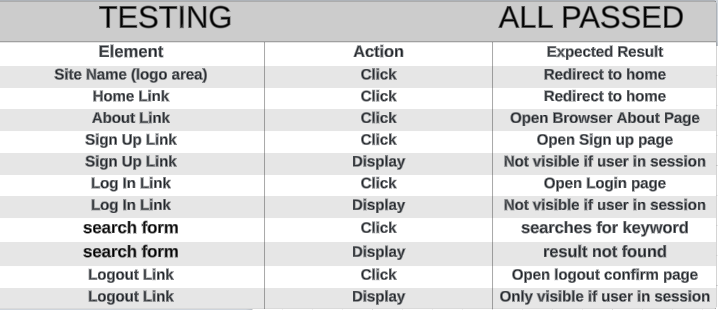 TESTING ALL PASSED
Element Action Expected Result
Site Name (logo area) Click Redirect to home
Home Link Click Redirect to home
About Link Click Open Browser About Page
Sign Up Link Click Open Sign up page
Sign Up Link Display Not visible if user in session
Log In Link Click Open Login page
Log In Link Display Not visible if user in session
search form Click searches for keyword
search form Display result not found
Logout Link Click Open logout confirm page
Logout Link Display Only visible if user in session